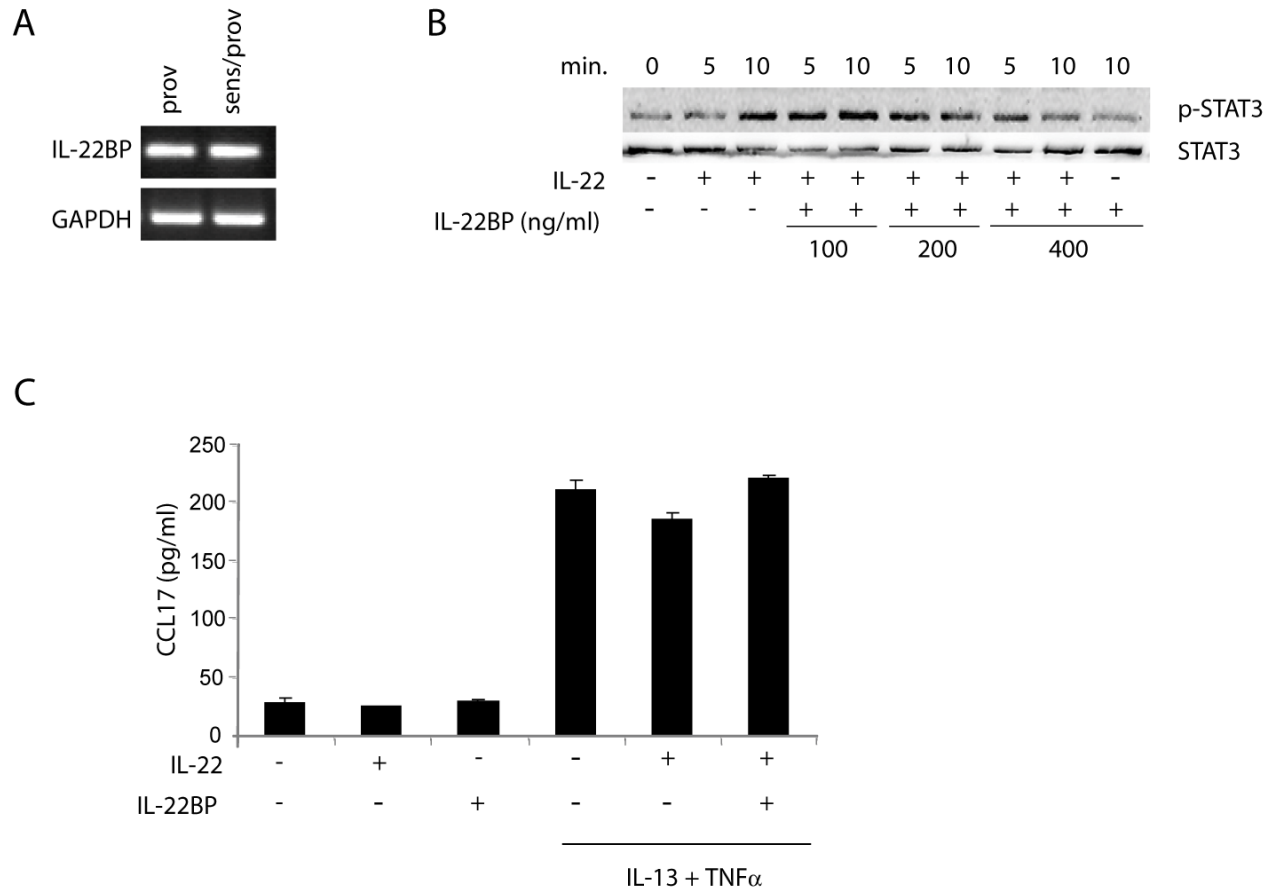 A
prov
sens/prov
IL-22BP
GAPDH
B
min. 0 5 10 5 10 5 10 5 10 10
p-STAT3
STAT3
IL-22 - + + + + + + + + -
IL-22BP (ng/ml) - - - + + + + + + +
100 200 400
C
CCL17 (pg/ml)
250
200
150
100
50
0
IL-22 - + - - + +
IL-22BP - - + - - +
IL-13 + TNFα